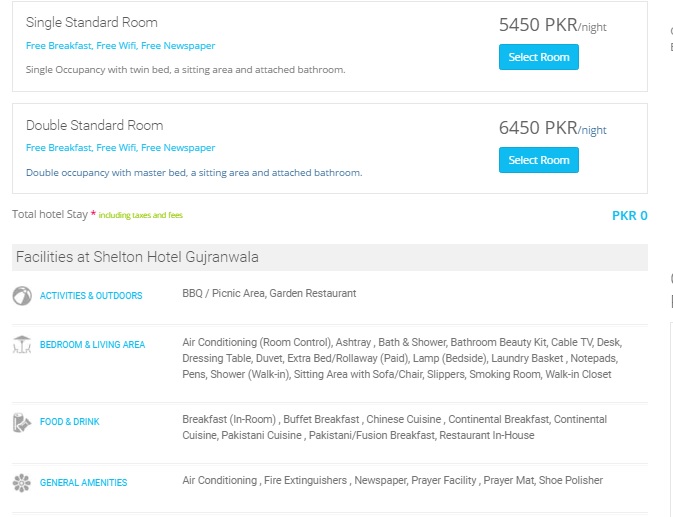 Single Standard Room
5450 PKR/night
Free Breakfast, Free Wifi, Free Newspaper
Select Room
Single Occupancy with twin bed, a sitting area and attached bathroom.
Double Standard Room
6450 PKR/night
Free Breakfast, Free Wifi, Free Newspaper
Select Room
Double occupancy with master bed, a sitting area and attached bathroom.
Total hotel Stay * including taxes and fees
PKR 0
Facilities at Shelton Hotel Gujranwala
ACTIVITIES & OUTDOORS
BBQ / Picnic Area, Garden Restaurant
BEDROOM & LIVING AREA
Air Conditioning (Room Control), Ashtray , Bath & Shower, Bathroom Beauty Kit, Cable TV, Desk,
Dressing Table, Duvet, Extra Bed/Rollaway (Paid), Lamp (Bedside), Laundry Basket , Notepads,
Pens, Shower (Walk-in), Sitting Area with Sofa/Chair, Slippers, Smoking Room, Walk-in Closet
FOOD & DRINK
Breakfast (In-Room) , Buffet Breakfast , Chinese Cuisine , Continental Breakfast, Continental
Cuisine, Pakistani Cuisine , Pakistani/Fusion Breakfast, Restaurant In-House
GENERAL AMENITIES
Air Conditioning , Fire Extinguishers , Newspaper, Prayer Facility , Prayer Mat, Shoe Polisher